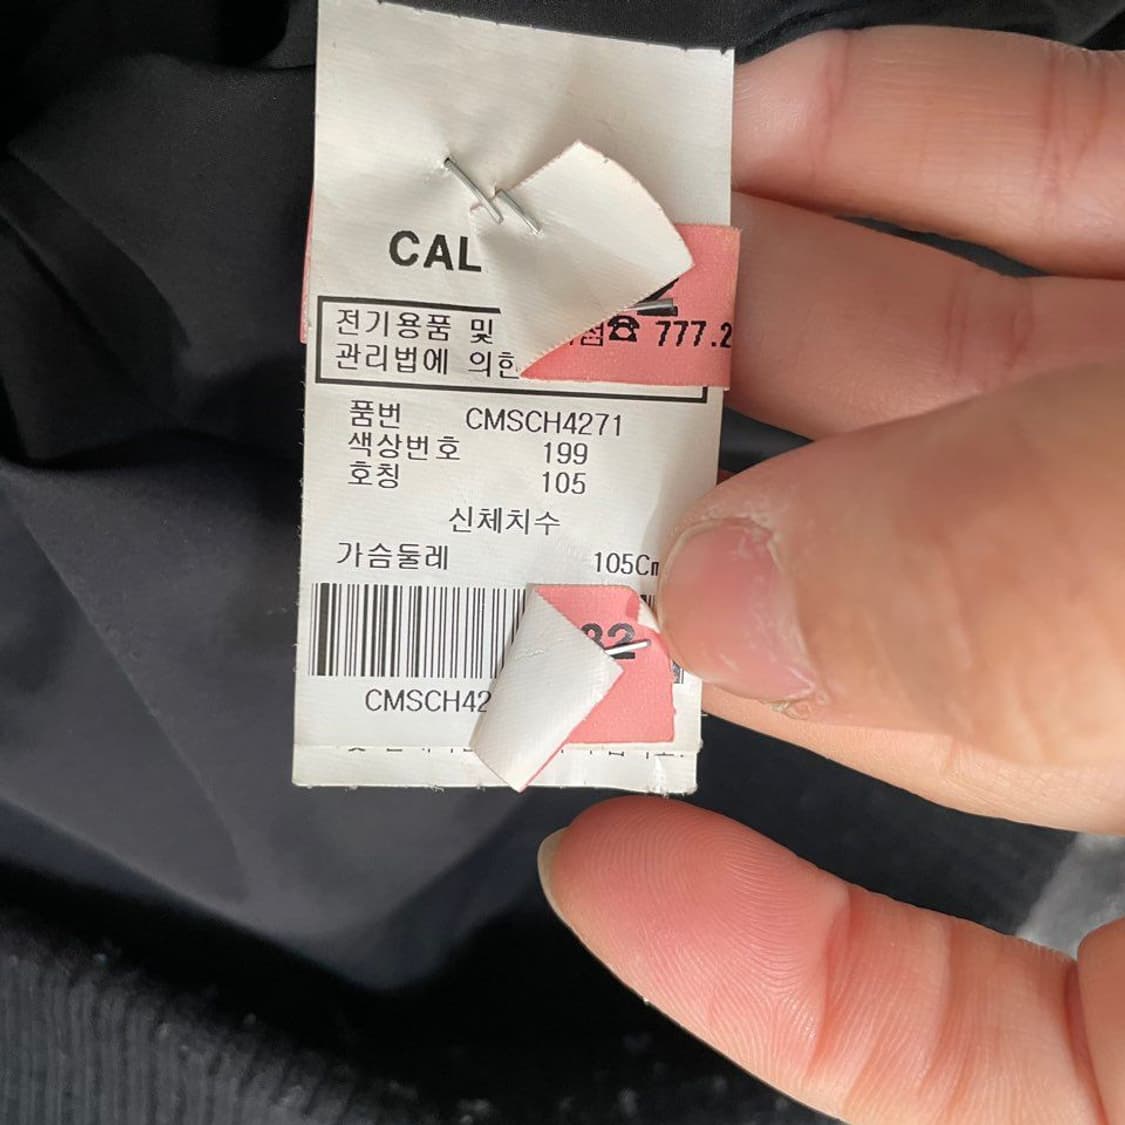 CAL
전기용품 및
관리법에 의한
☎ 777.2
품번 CMSCH4271
색상번호 199
호칭 105
신체치수
가슴둘레 105Cm
32
CMSCH42